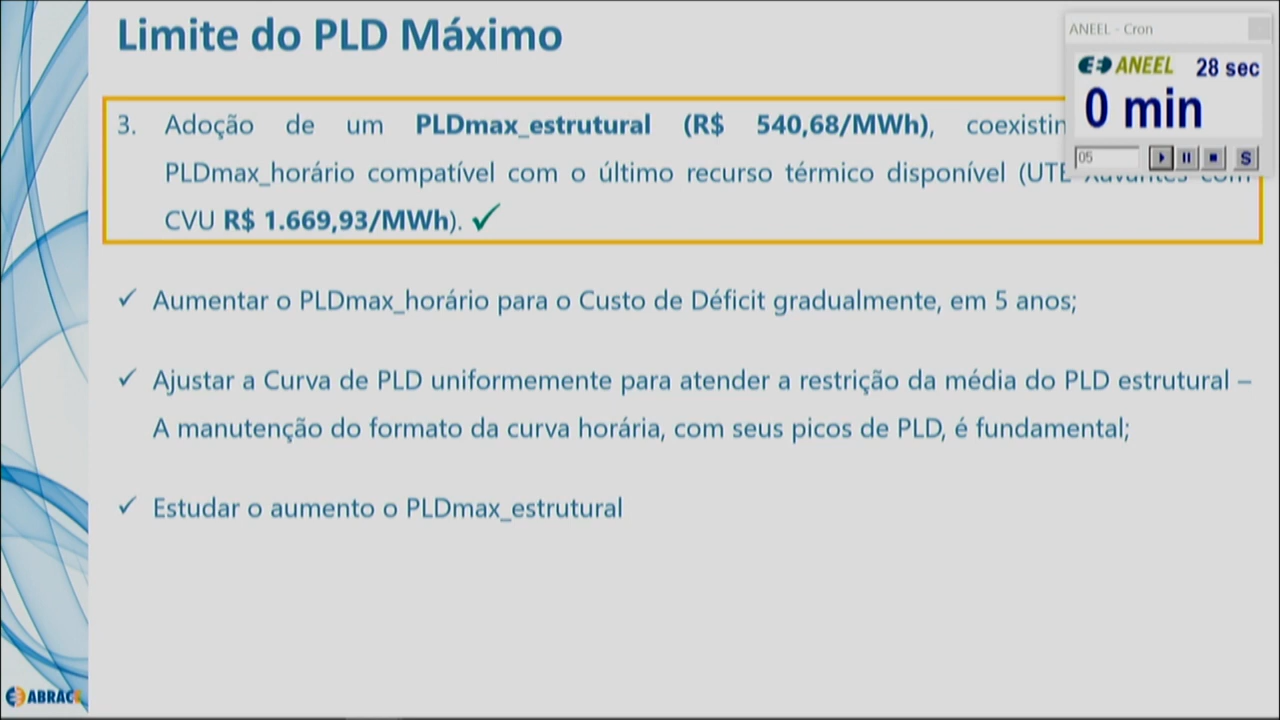 Limite do PLD Máximo
ANEEL - Cron
ANEEL 28 sec
0 min
05
S
3. Adoção de um PLDmax_estrutural (R$ 540,68/MWh),
PLDmax_horário compatível com o último recurso térmico disponível (UTE
CVU R$ 1.669,93/MWh). ✓
✓ Aumentar o PLDmax_horário para o Custo de Déficit gradualmente, em 5 anos;
✓ Ajustar a Curva de PLD uniformemente para atender a restrição da média do PLD estrutural –
A manutenção do formato da curva horária, com seus picos de PLD, é fundamental;
✓ Estudar o aumento o PLDmax_estrutural